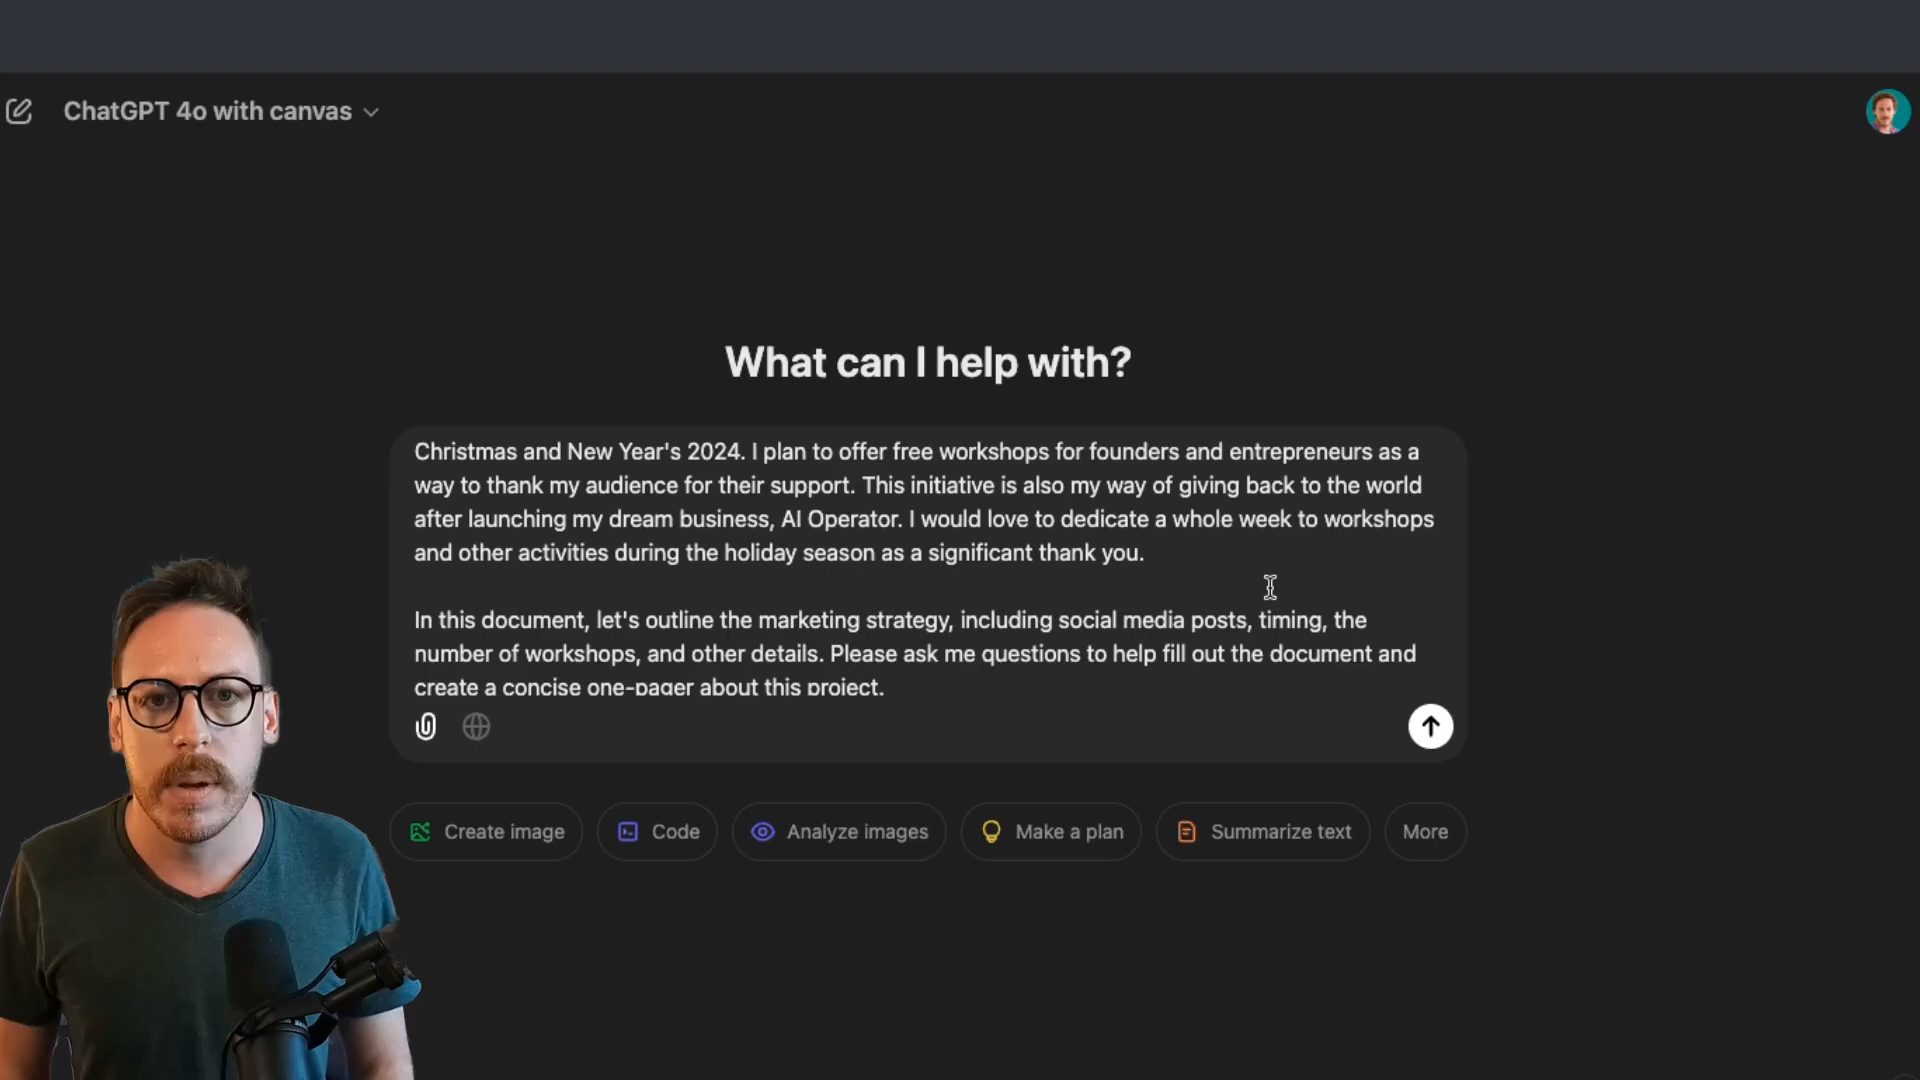 ChatGPT 4o with canvas
What can I help with?
Christmas and New Year's 2024. I plan to offer free workshops for founders and entrepreneurs as a
way to thank my audience for their support. This initiative is also my way of giving back to the world
after launching my dream business, AI Operator. I would love to dedicate a whole week to workshops
and other activities during the holiday season as a significant thank you.
In this document, let's outline the marketing strategy, including social media posts, timing, the
number of workshops, and other details. Please ask me questions to help fill out the document and
create a concise one-pager about this project.
Create image
Code
Analyze images
Make a plan
Summarize text
More